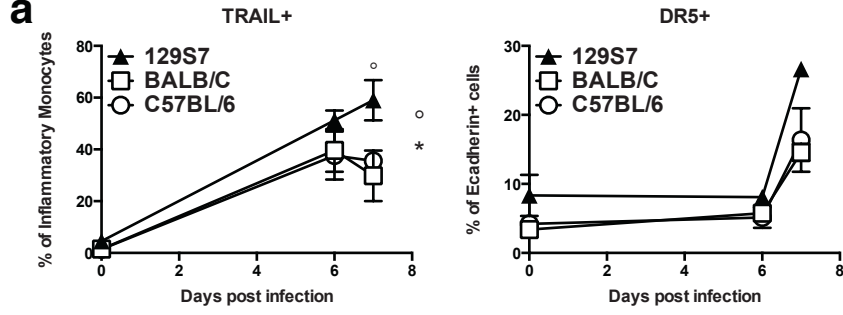 a
TRAIL+
% of Inflammatory Monocytes
80
60
40
20
0
129S7
BALB/C
C57BL/6
°
°
*
0 2 4 6 8
Days post infection
DR5+
% of Ecadherin+ cells
30
20
10
0
129S7
BALB/C
C57BL/6
0 2 4 6 8
Days post infection